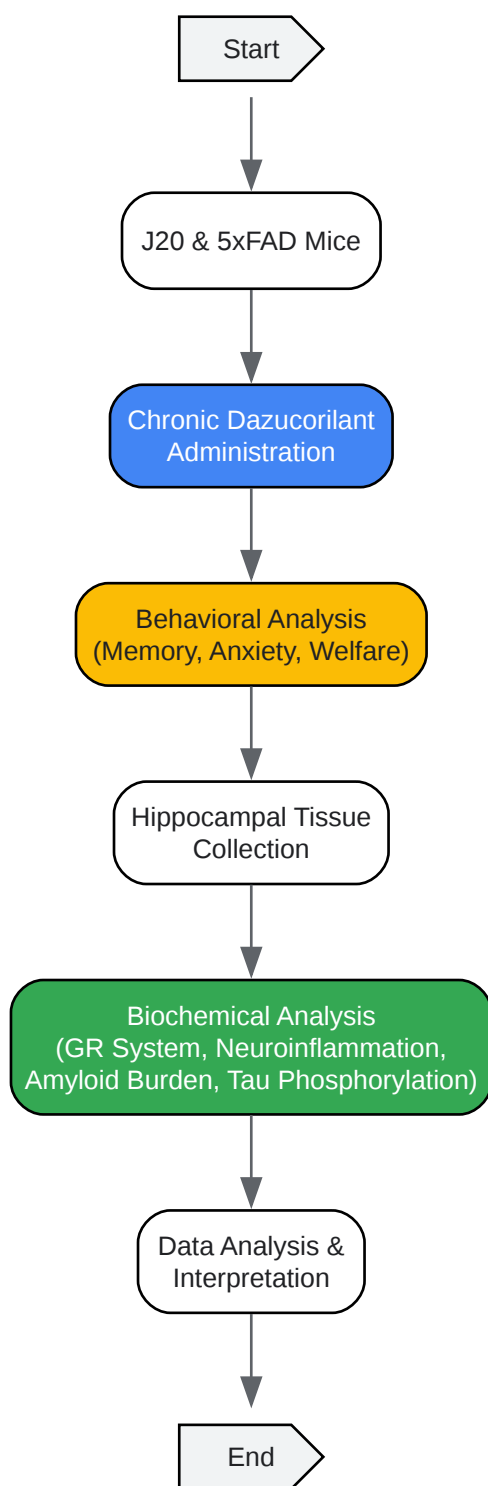 Start
J20 & 5xFAD Mice
Chronic Dazucorilant
Administration
Behavioral Analysis
(Memory, Anxiety, Welfare)
Hippocampal Tissue
Collection
Biochemical Analysis
(GR System, Neuroinflammation,
Amyloid Burden, Tau Phosphorylation)
Data Analysis &
Interpretation
End